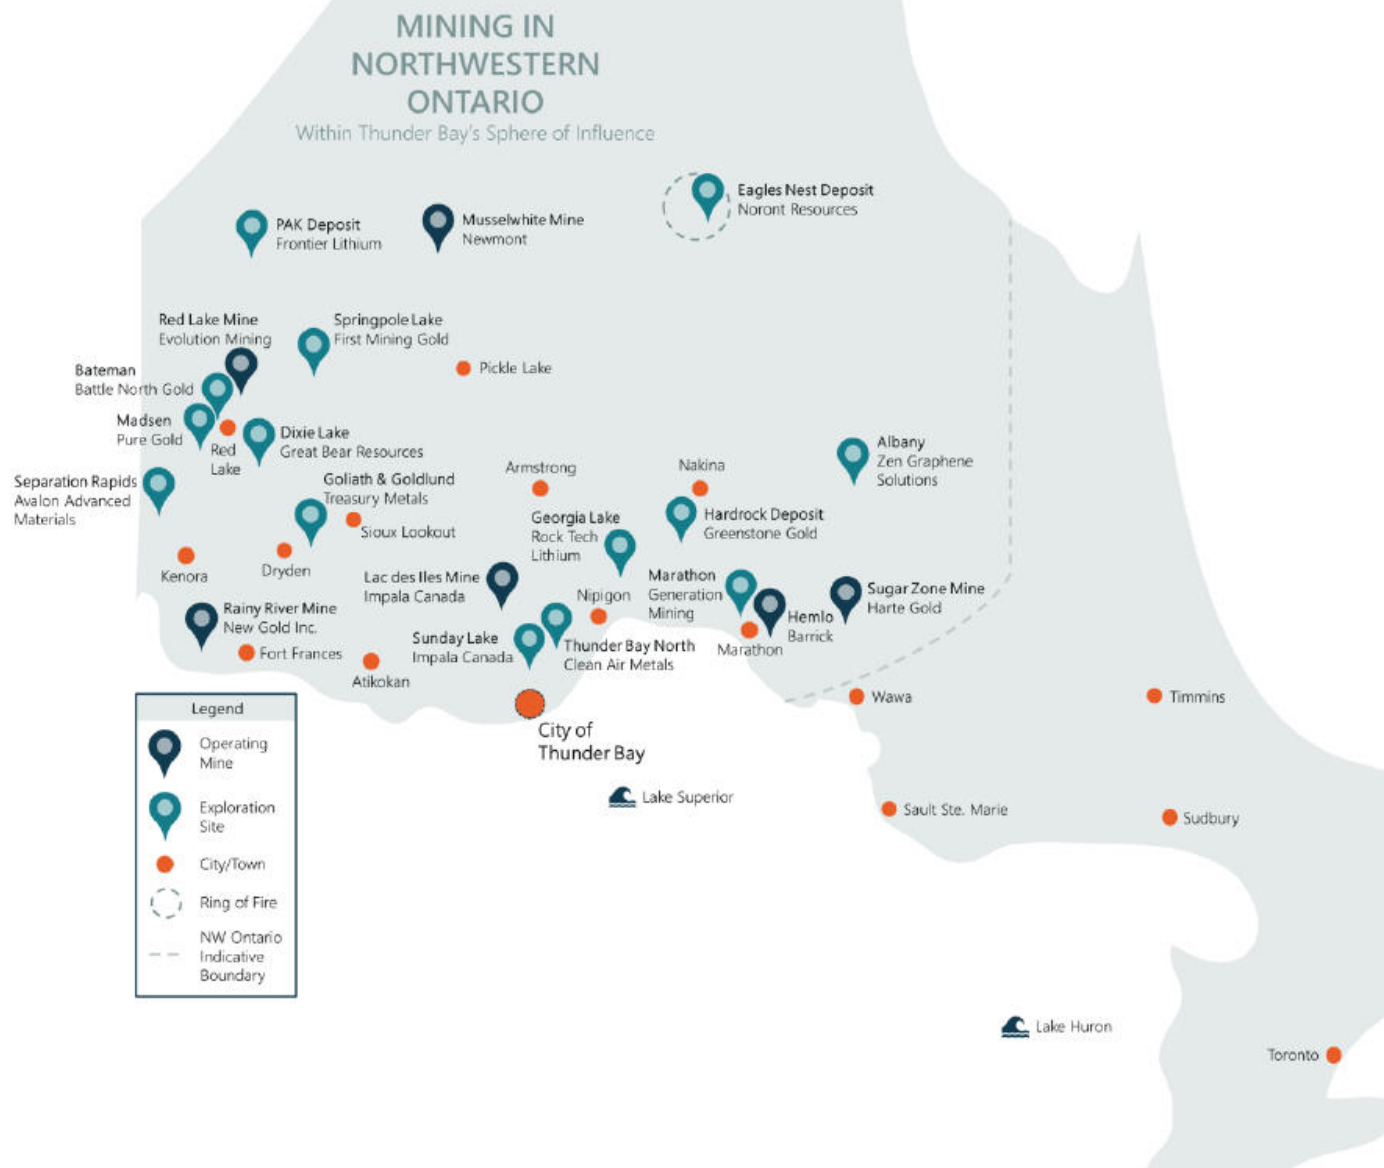 MINING IN
NORTHWESTERN
ONTARIO
Within Thunder Bay's Sphere of Influence
Eagles Nest Deposit
Noront Resources
PAK Deposit
Frontier Lithium
Musselwhite Mine
Newmont
Red Lake Mine
Evolution Mining
Springpole Lake
First Mining Gold
Bateman
Battle North Gold
Pickle Lake
Madsen
Pure Gold
Red
Lake
Dixie Lake
Great Bear Resources
Albany
Zen Graphene
Solutions
Separation Rapids
Avalon Advanced
Materials
Goliath & Goldlund
Treasury Metals
Armstrong
Nakina
Sioux Lookout
Georgia Lake
Rock Tech
Lithium
Hardrock Deposit
Greenstone Gold
Kenora
Dryden
Lac des Iles Mine
Impala Canada
Nipigon
Marathon
Generation
Mining
Sugar Zone Mine
Harte Gold
Rainy River Mine
New Gold Inc.
Hemlo
Barrick
Fort Frances
Sunday Lake
Impala Canada
Thunder Bay North
Clean Air Metals
Marathon
Atikokan
Wawa
Timmins
City of
Thunder Bay
Lake Superior
Sault Ste. Marie
Sudbury
Legend
Operating
Mine
Exploration
Site
City/Town
Ring of Fire
NW Ontario
Indicative
Boundary
Lake Huron
Toronto